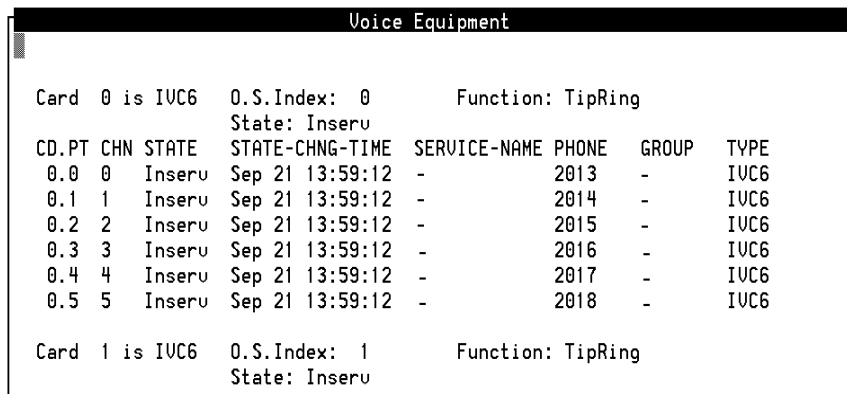 Voice Equipment
Card 0 is IVC6 O.S.Index: 0 Function: TipRing
State: Inserv
CD.PT CHN STATE STATE-CHNG-TIME SERVICE-NAME PHONE GROUP TYPE
0.0 0 Inserv Sep 21 13:59:12 - 2013 - IVC6
0.1 1 Inserv Sep 21 13:59:12 - 2014 - IVC6
0.2 2 Inserv Sep 21 13:59:12 - 2015 - IVC6
0.3 3 Inserv Sep 21 13:59:12 - 2016 - IVC6
0.4 4 Inserv Sep 21 13:59:12 - 2017 - IVC6
0.5 5 Inserv Sep 21 13:59:12 - 2018 - IVC6
Card 1 is IVC6 O.S.Index: 1 Function: TipRing
State: Inserv